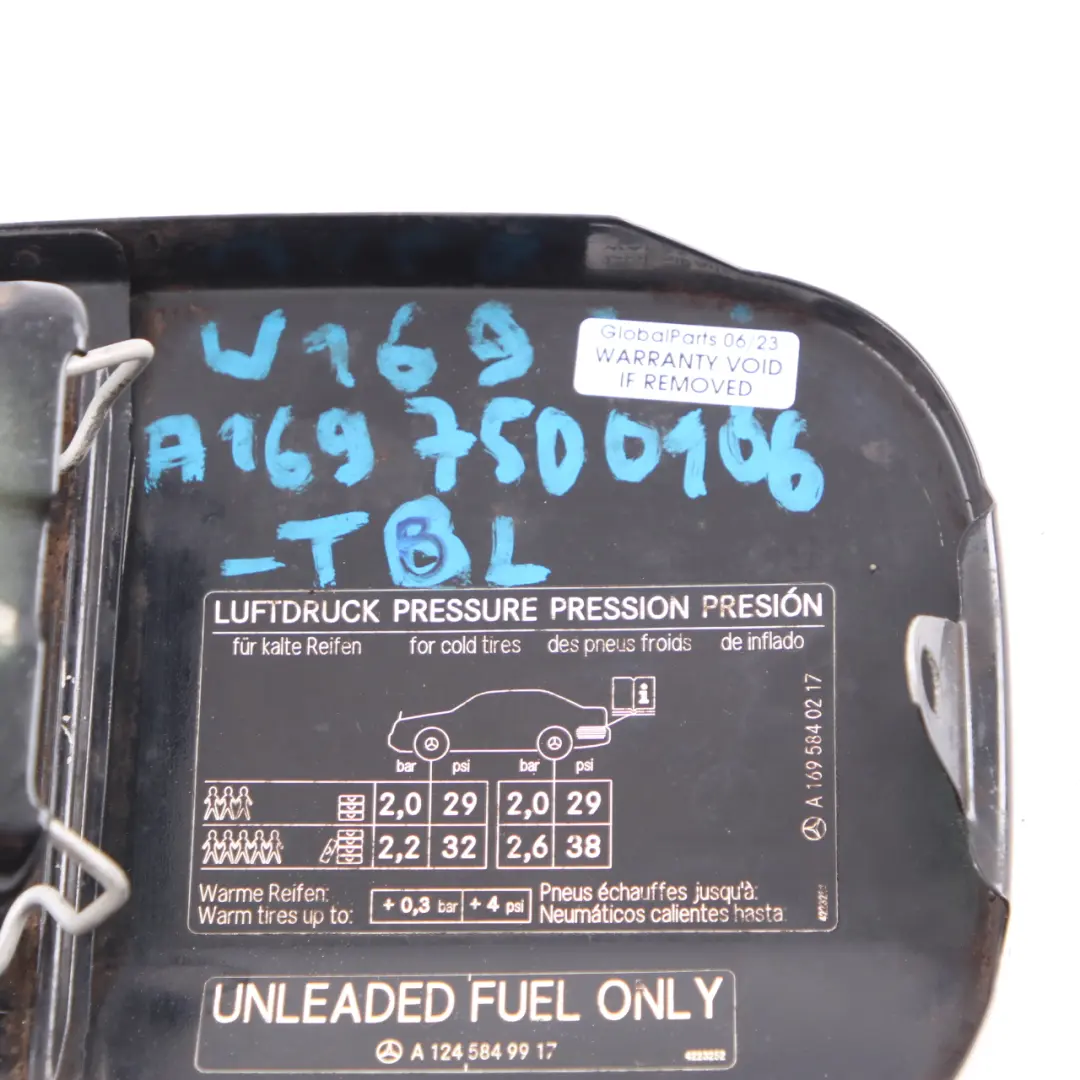 W169
GlobalParts 06/23
WARRANTY VOID
IF REMOVED
A169 7500106
-TBL
LUFTDRUCK PRESSURE PRESSION PRESIÓN
für kalte Reifen for cold tires des pneus froids de inflado
i
bar psi bar psi
2,0 29 2,0 29
2,2 32 2,6 38
Warme Reifen:
Warm tires up to:
+ 0,3 bar + 4 psi
Pneus échauffes jusqu'à:
Neumáticos calientes hasta:
A 169 584 02 17
UNLEADED FUEL ONLY
A 124 584 99 17
4223252